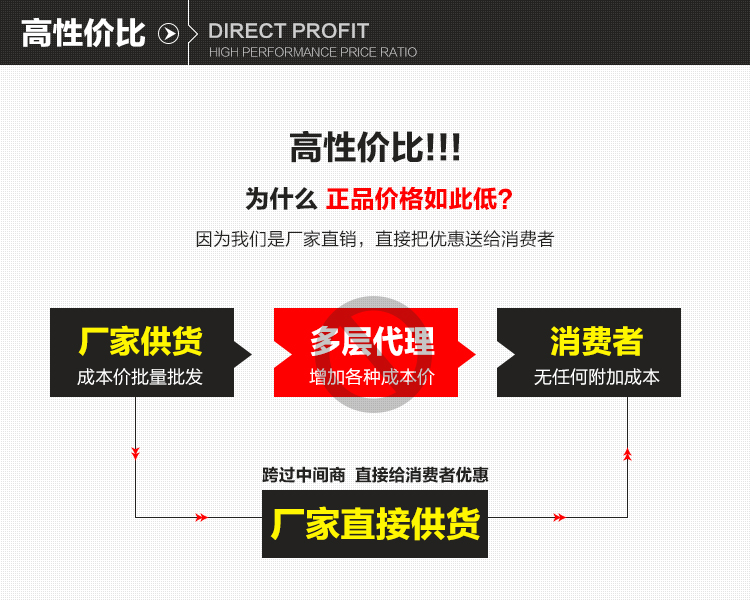 高性价比
DIRECT PROFIT
HIGH PERFORMANCE PRICE RATIO
高性价比!!!
为什么 正品价格如此低?
因为我们是厂家直销，直接把优惠送给消费者
厂家供货
成本价批量批发
多层代理
增加各种成本价
消费者
无任何附加成本
跨过中间商 直接给消费者优惠
厂家直接供货